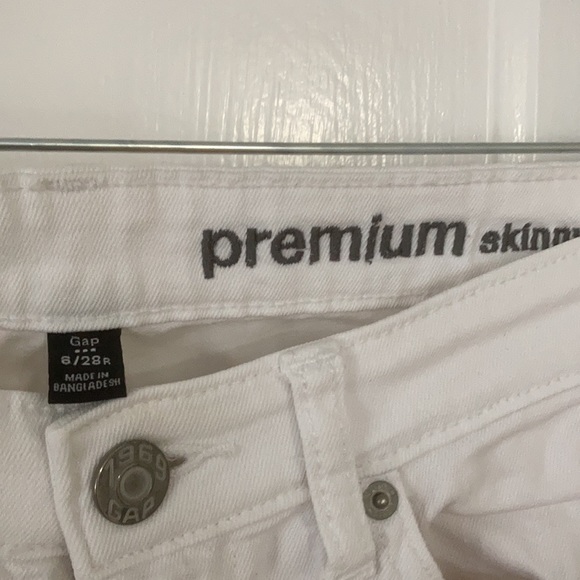 premium skinny
Gap
6/28R
MADE IN
BANGLADESH
1969
GAP